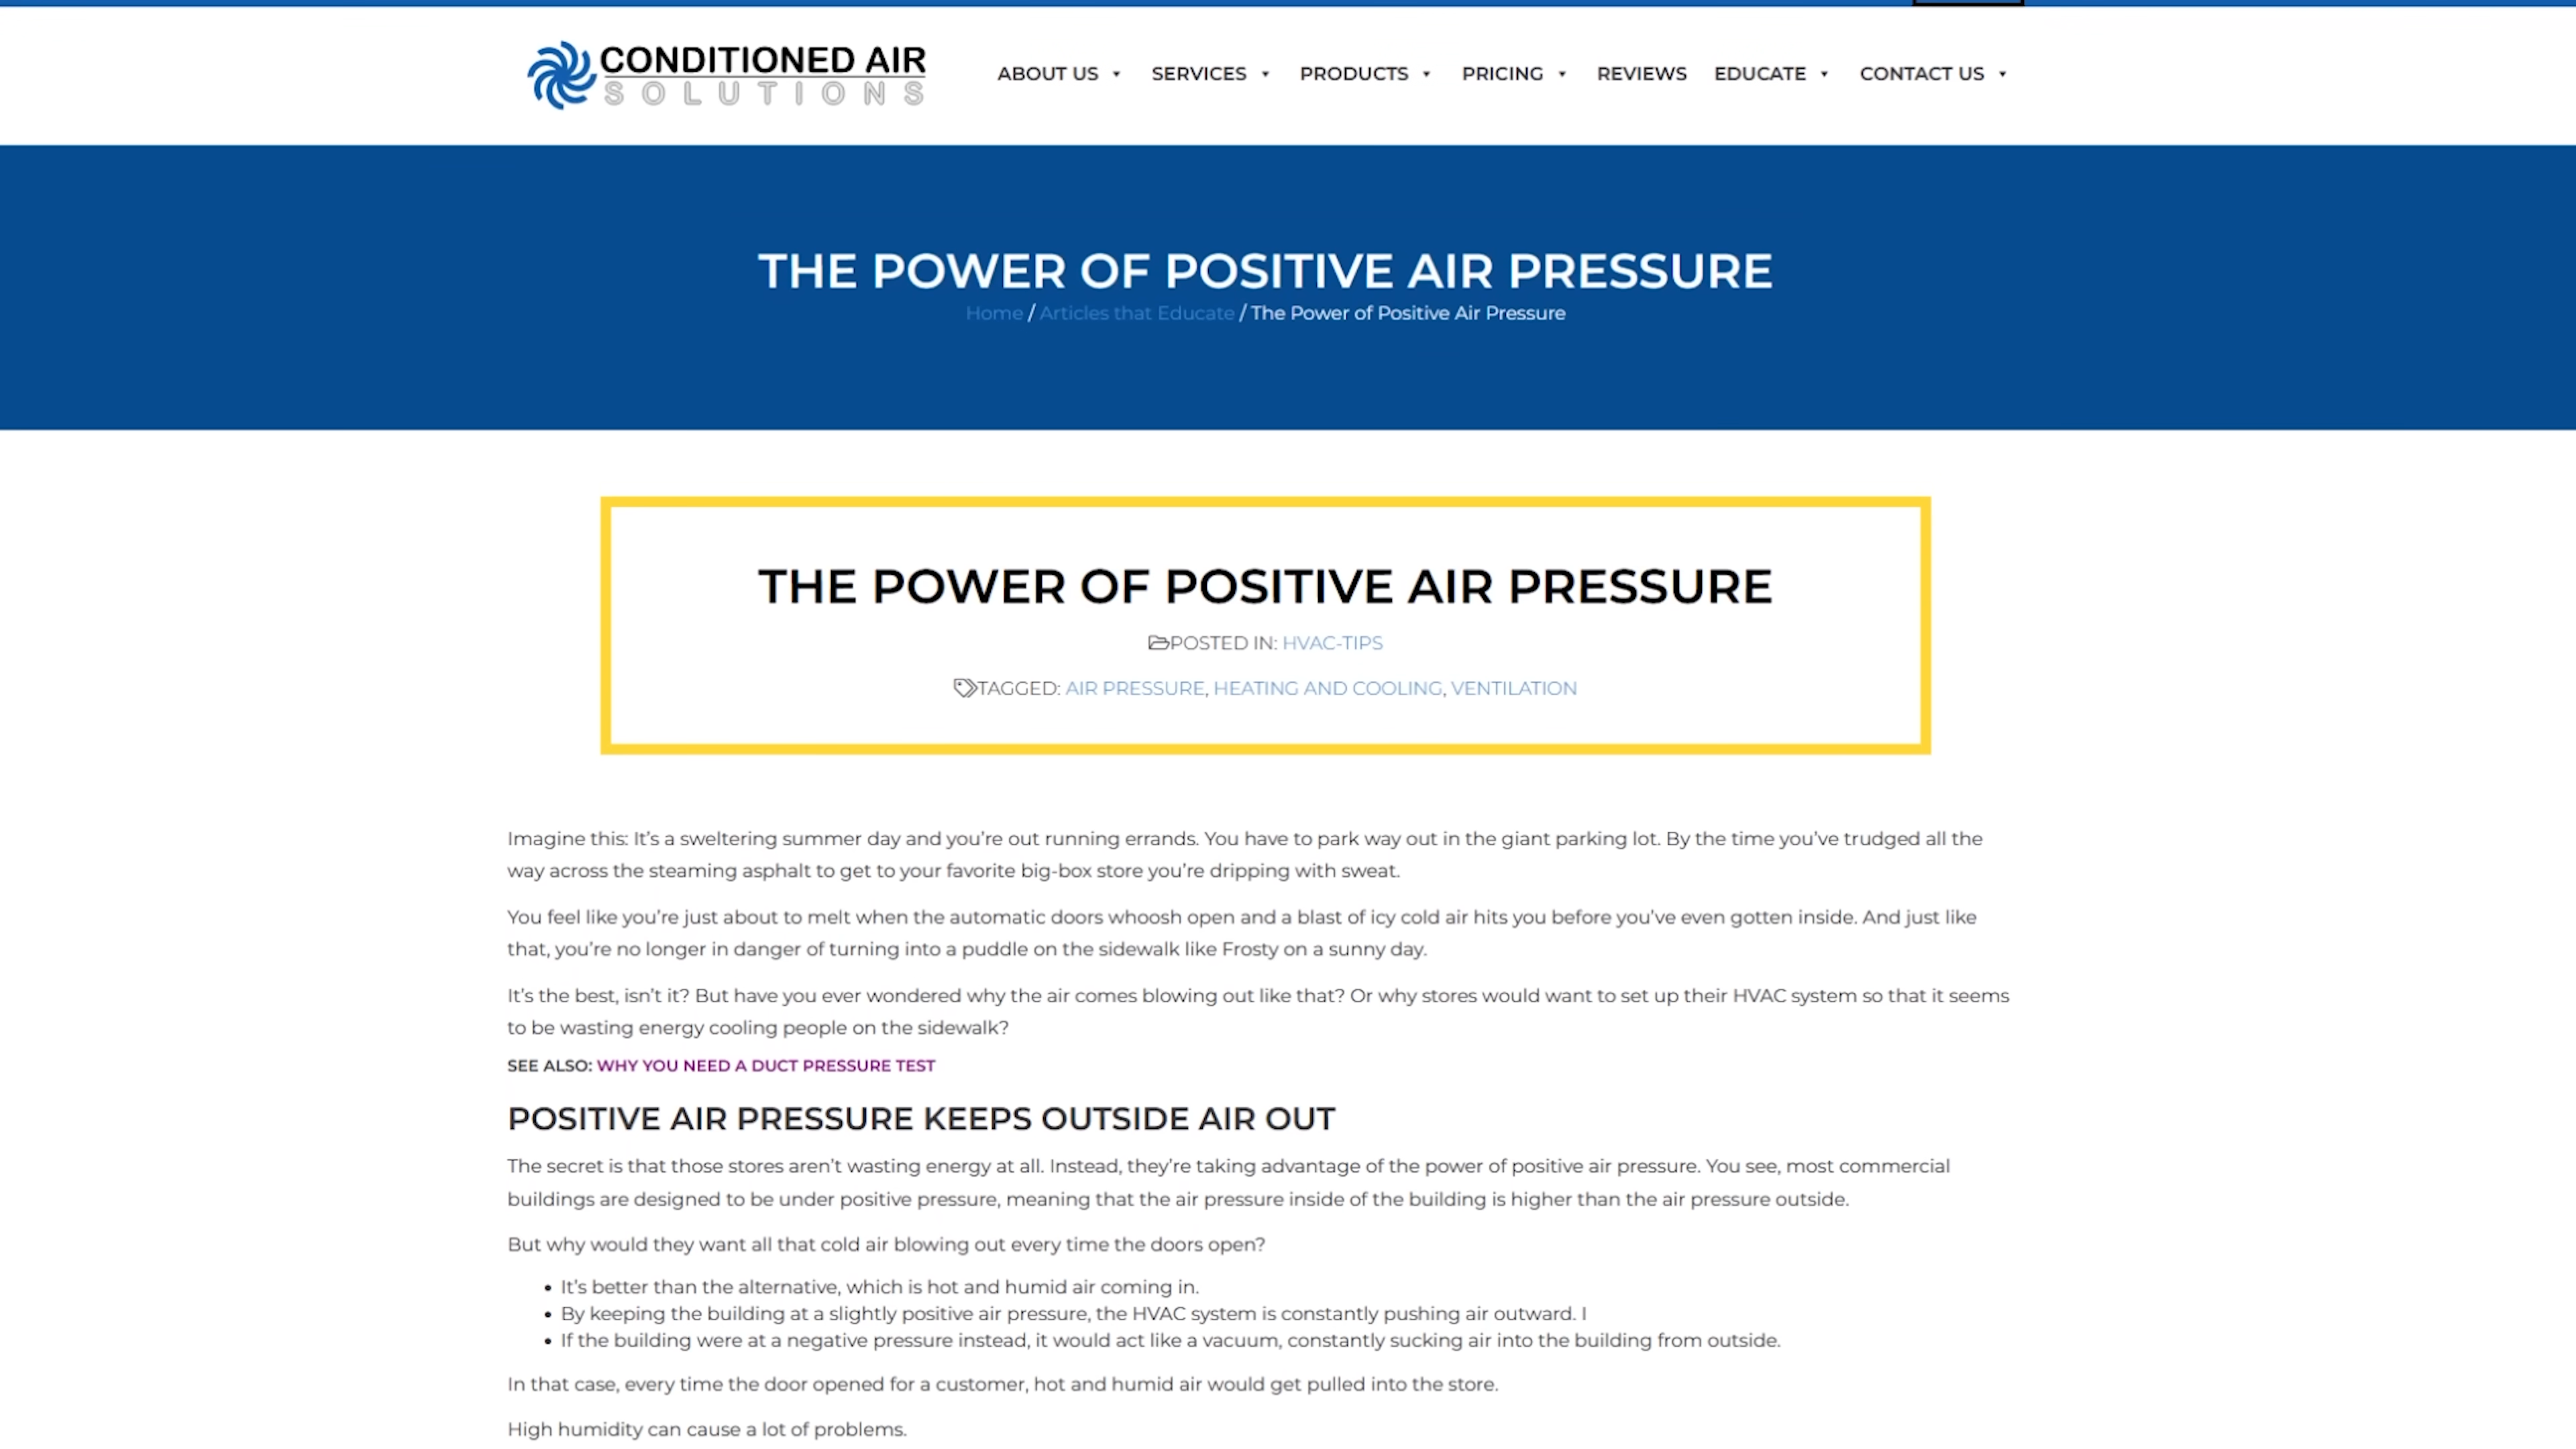 CONDITIONED AIR
SOLUTIONS
ABOUT US SERVICES PRODUCTS PRICING REVIEWS EDUCATE CONTACT US
THE POWER OF POSITIVE AIR PRESSURE
Home / Articles that Educate / The Power of Positive Air Pressure
THE POWER OF POSITIVE AIR PRESSURE
POSTED IN: HVAC-TIPS
TAGGED: AIR PRESSURE, HEATING AND COOLING, VENTILATION
Imagine this: It’s a sweltering summer day and you’re out running errands. You have to park way out in the giant parking lot. By the time you’ve trudged all the
way across the steaming asphalt to get to your favorite big-box store you’re dripping with sweat.
You feel like you’re just about to melt when the automatic doors whoosh open and a blast of icy cold air hits you before you’ve even gotten inside. And just like
that, you’re no longer in danger of turning into a puddle on the sidewalk like Frosty on a sunny day.
It’s the best, isn’t it? But have you ever wondered why the air comes blowing out like that? Or why stores would want to set up their HVAC system so that it seems
to be wasting energy cooling people on the sidewalk?
SEE ALSO: WHY YOU NEED A DUCT PRESSURE TEST
POSITIVE AIR PRESSURE KEEPS OUTSIDE AIR OUT
The secret is that those stores aren’t wasting energy at all. Instead, they’re taking advantage of the power of positive air pressure. You see, most commercial
buildings are designed to be under positive pressure, meaning that the air pressure inside of the building is higher than the air pressure outside.
But why would they want all that cold air blowing out every time the doors open?
• It’s better than the alternative, which is hot and humid air coming in.
• By keeping the building at a slightly positive air pressure, the HVAC system is constantly pushing air outward. I
• If the building were at a negative pressure instead, it would act like a vacuum, constantly sucking air into the building from outside.
In that case, every time the door opened for a customer, hot and humid air would get pulled into the store.
High humidity can cause a lot of problems.